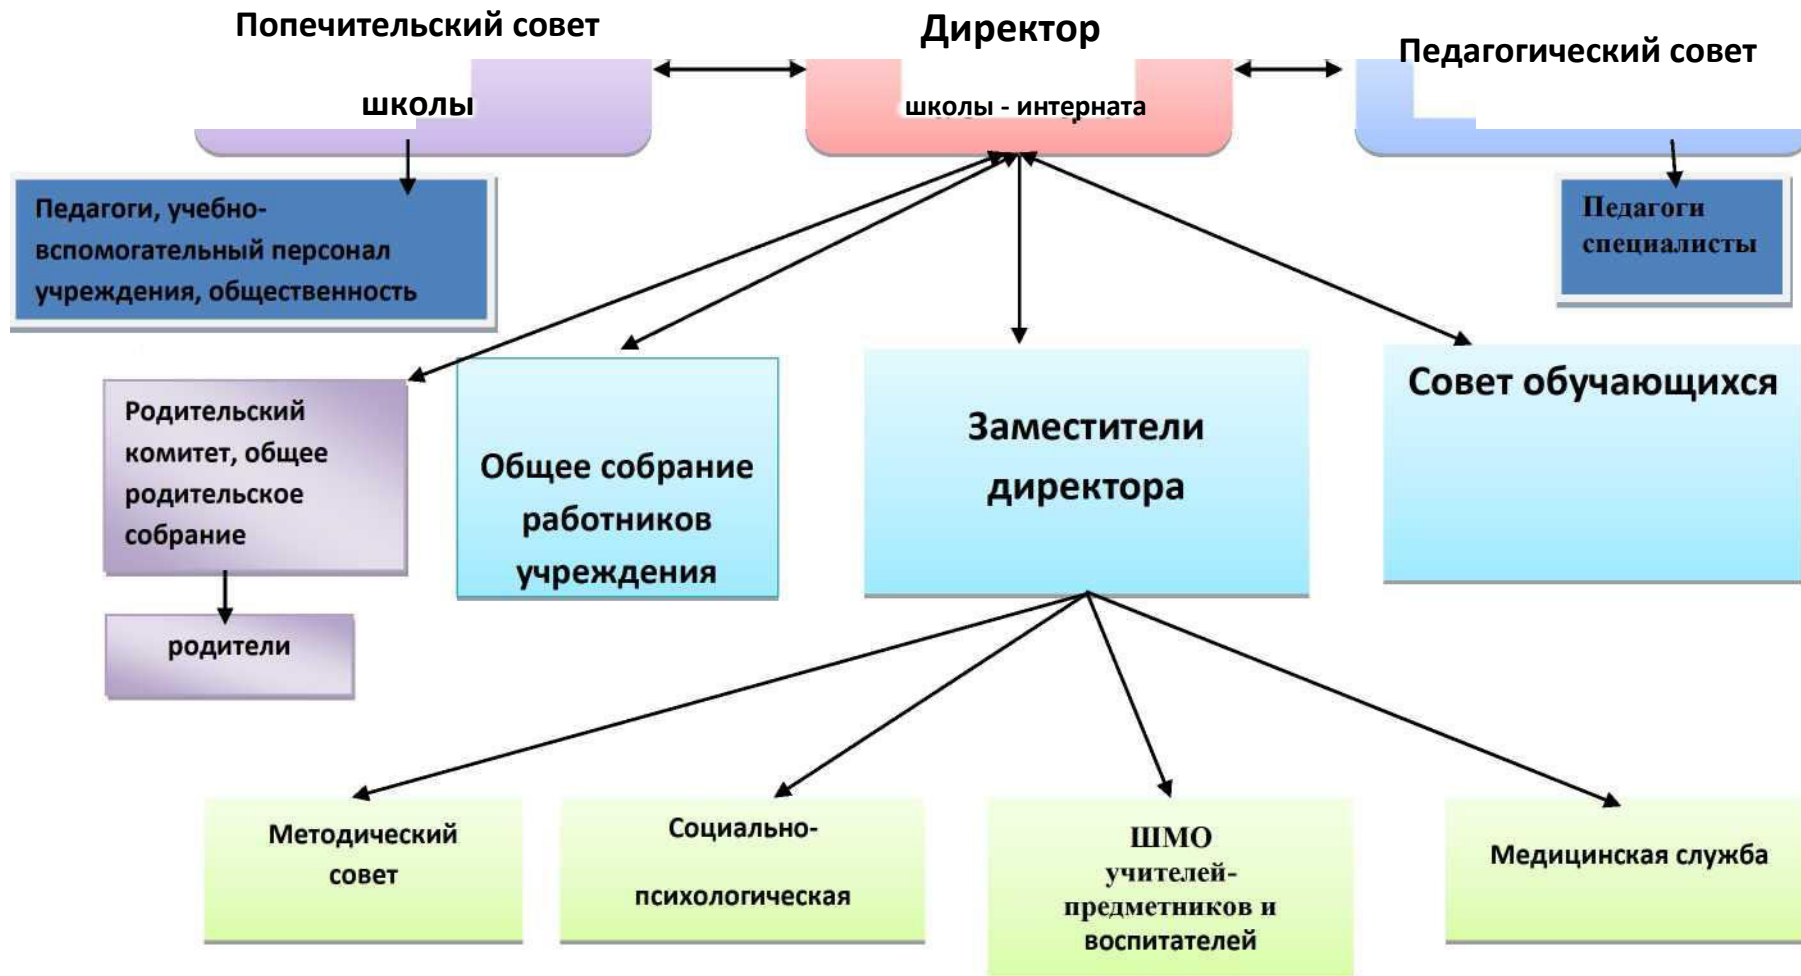 Попечительский совет
школы
Директор
школы - интерната
Педагогический совет
Педагоги, учебно-
вспомогательный персонал
учреждения, общественность
Педагоги
специалисты
Родительский
комитет, общее
родительское
собрание
Общее собрание
работников
учреждения
Заместители
директора
Совет обучающихся
родители
Методический
совет
Социально-
психологическая
ШМО
учителей-
предметников и
воспитателей
Медицинская служба